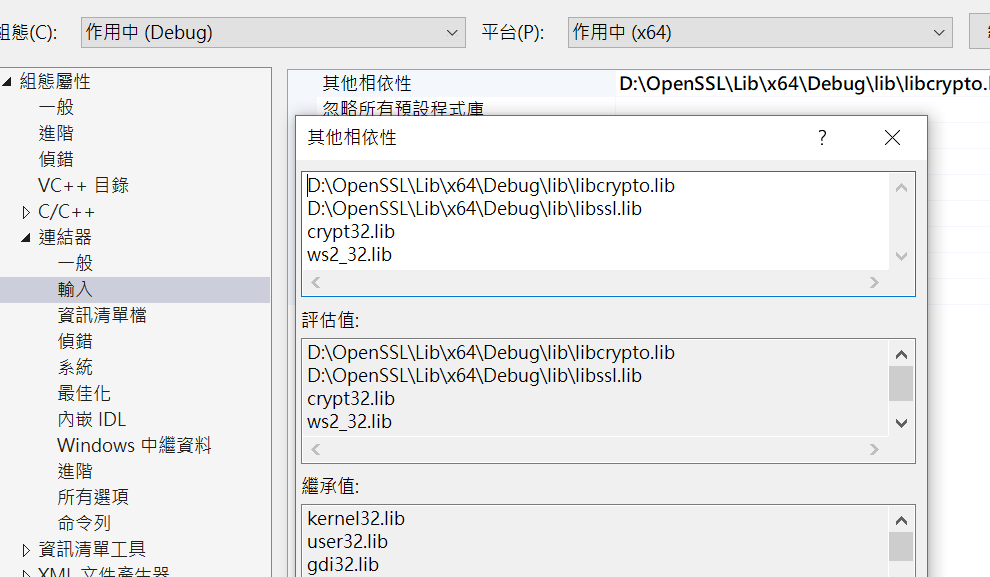 組態(C):
作用中 (Debug)
平台(P):
作用中 (x64)
組態屬性
一般
進階
偵錯
VC++ 目錄
C/C++
連結器
一般
輸入
資訊清單檔
偵錯
系統
最佳化
內嵌 IDL
Windows 中繼資料
進階
所有選項
命令列
資訊清單工具
XML 文件產生器
其他相依性
D:\OpenSSL\Lib\x64\Debug\lib\libcrypto.l
忽略所有預設程式庫
其他相依性
?
D:\OpenSSL\Lib\x64\Debug\lib\libcrypto.lib
D:\OpenSSL\Lib\x64\Debug\lib\libssl.lib
crypt32.lib
ws2_32.lib
評估值:
D:\OpenSSL\Lib\x64\Debug\lib\libcrypto.lib
D:\OpenSSL\Lib\x64\Debug\lib\libssl.lib
crypt32.lib
ws2_32.lib
繼承值:
kernel32.lib
user32.lib
gdi32.lib